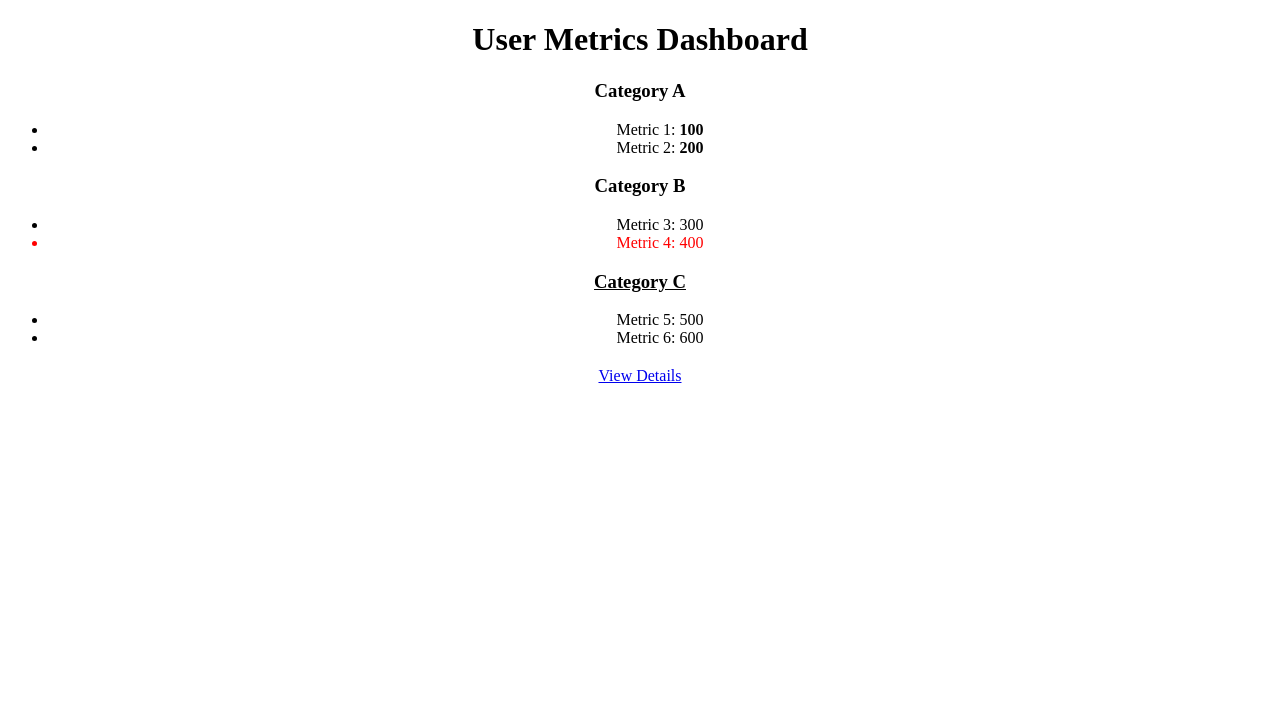 User Metrics Dashboard
Category A
Metric 1: 100
Metric 2: 200
Category B
Metric 3: 300
Metric 4: 400
Category C
Metric 5: 500
Metric 6: 600
View Details